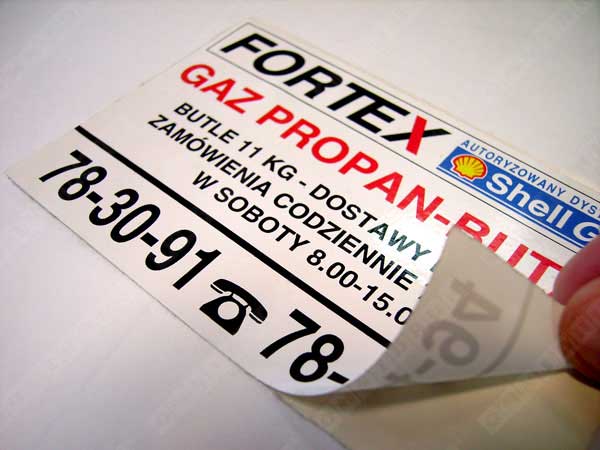 FORTEX
AUTORYZOWANY DYS
Shell G
GAZ PROPAN-BUT
BUTLE 11 KG - DOSTAWY
ZAMÓWIENIA CODZIENNIE
W SOBOTY 8.00-15.0
78-30-91 ☎ 78-